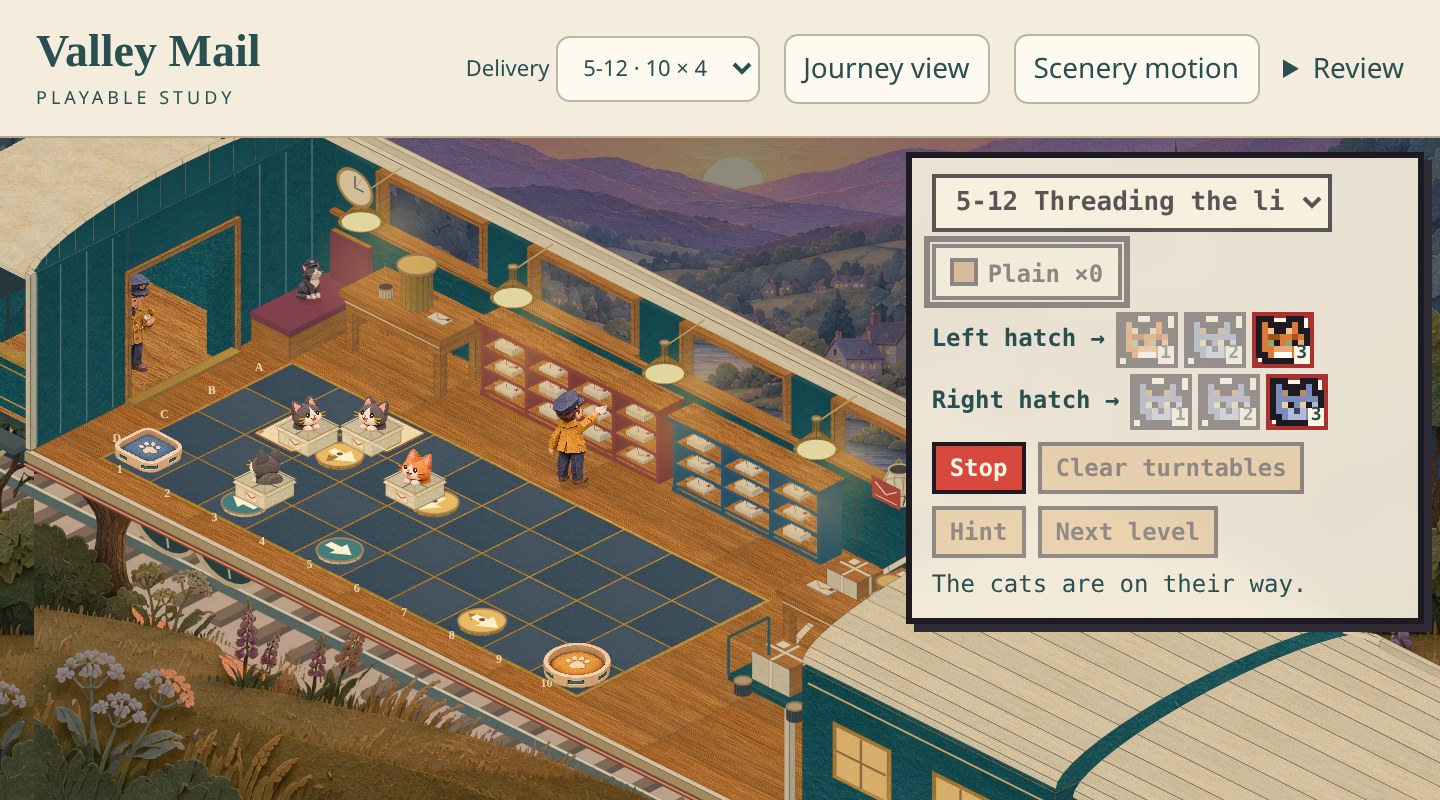 Valley Mail
PLAYABLE STUDY
Delivery 5-12 · 10 × 4
Journey view
Scenery motion
▶ Review
5-12 Threading the li
Plain ×0
Left hatch → 1 2 3
Right hatch → 1 2 3
Stop
Clear turntables
Hint
Next level
The cats are on their way.
A
B
C
D
1
2
3
4
5
6
7
8
9
10